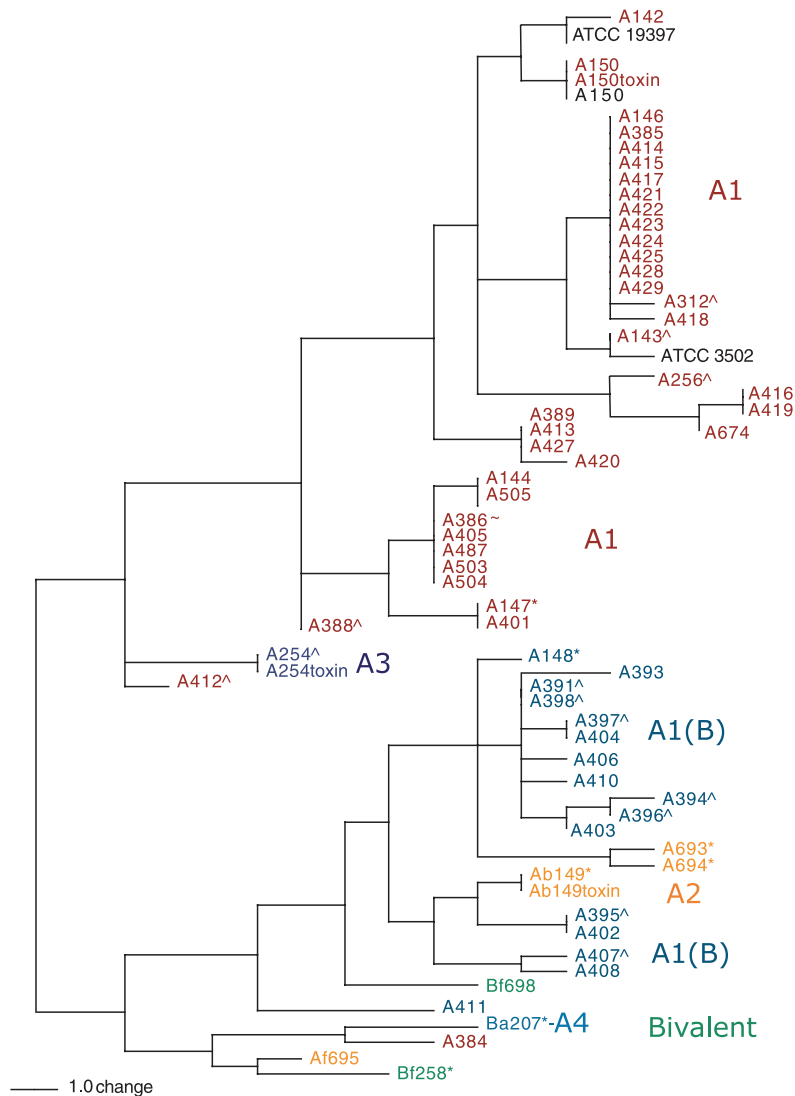 A142
ATCC 19397
A150
A150toxin
A150
A146
A385
A414
A415
A417
A421
A422
A423
A424
A425
A428
A429
A312^
A418
A1
A143^
ATCC 3502
A256^
A416
A419
A674
A389
A413
A427
A420
A144
A505
A386~
A405
A487
A503
A504
A1
A147*
A401
A388^
A254^
A254toxin
A3
A412^
A148*
A393
A391^
A398^
A397^
A404
A1(B)
A406
A410
A394^
A396^
A403
A693*
A694*
Ab149*
Ab149toxin
A2
A395^
A402
A407^
A408
A1(B)
Bf698
A411
Ba207*-A4
Bivalent
A384
Af695
Bf258*
1.0 change